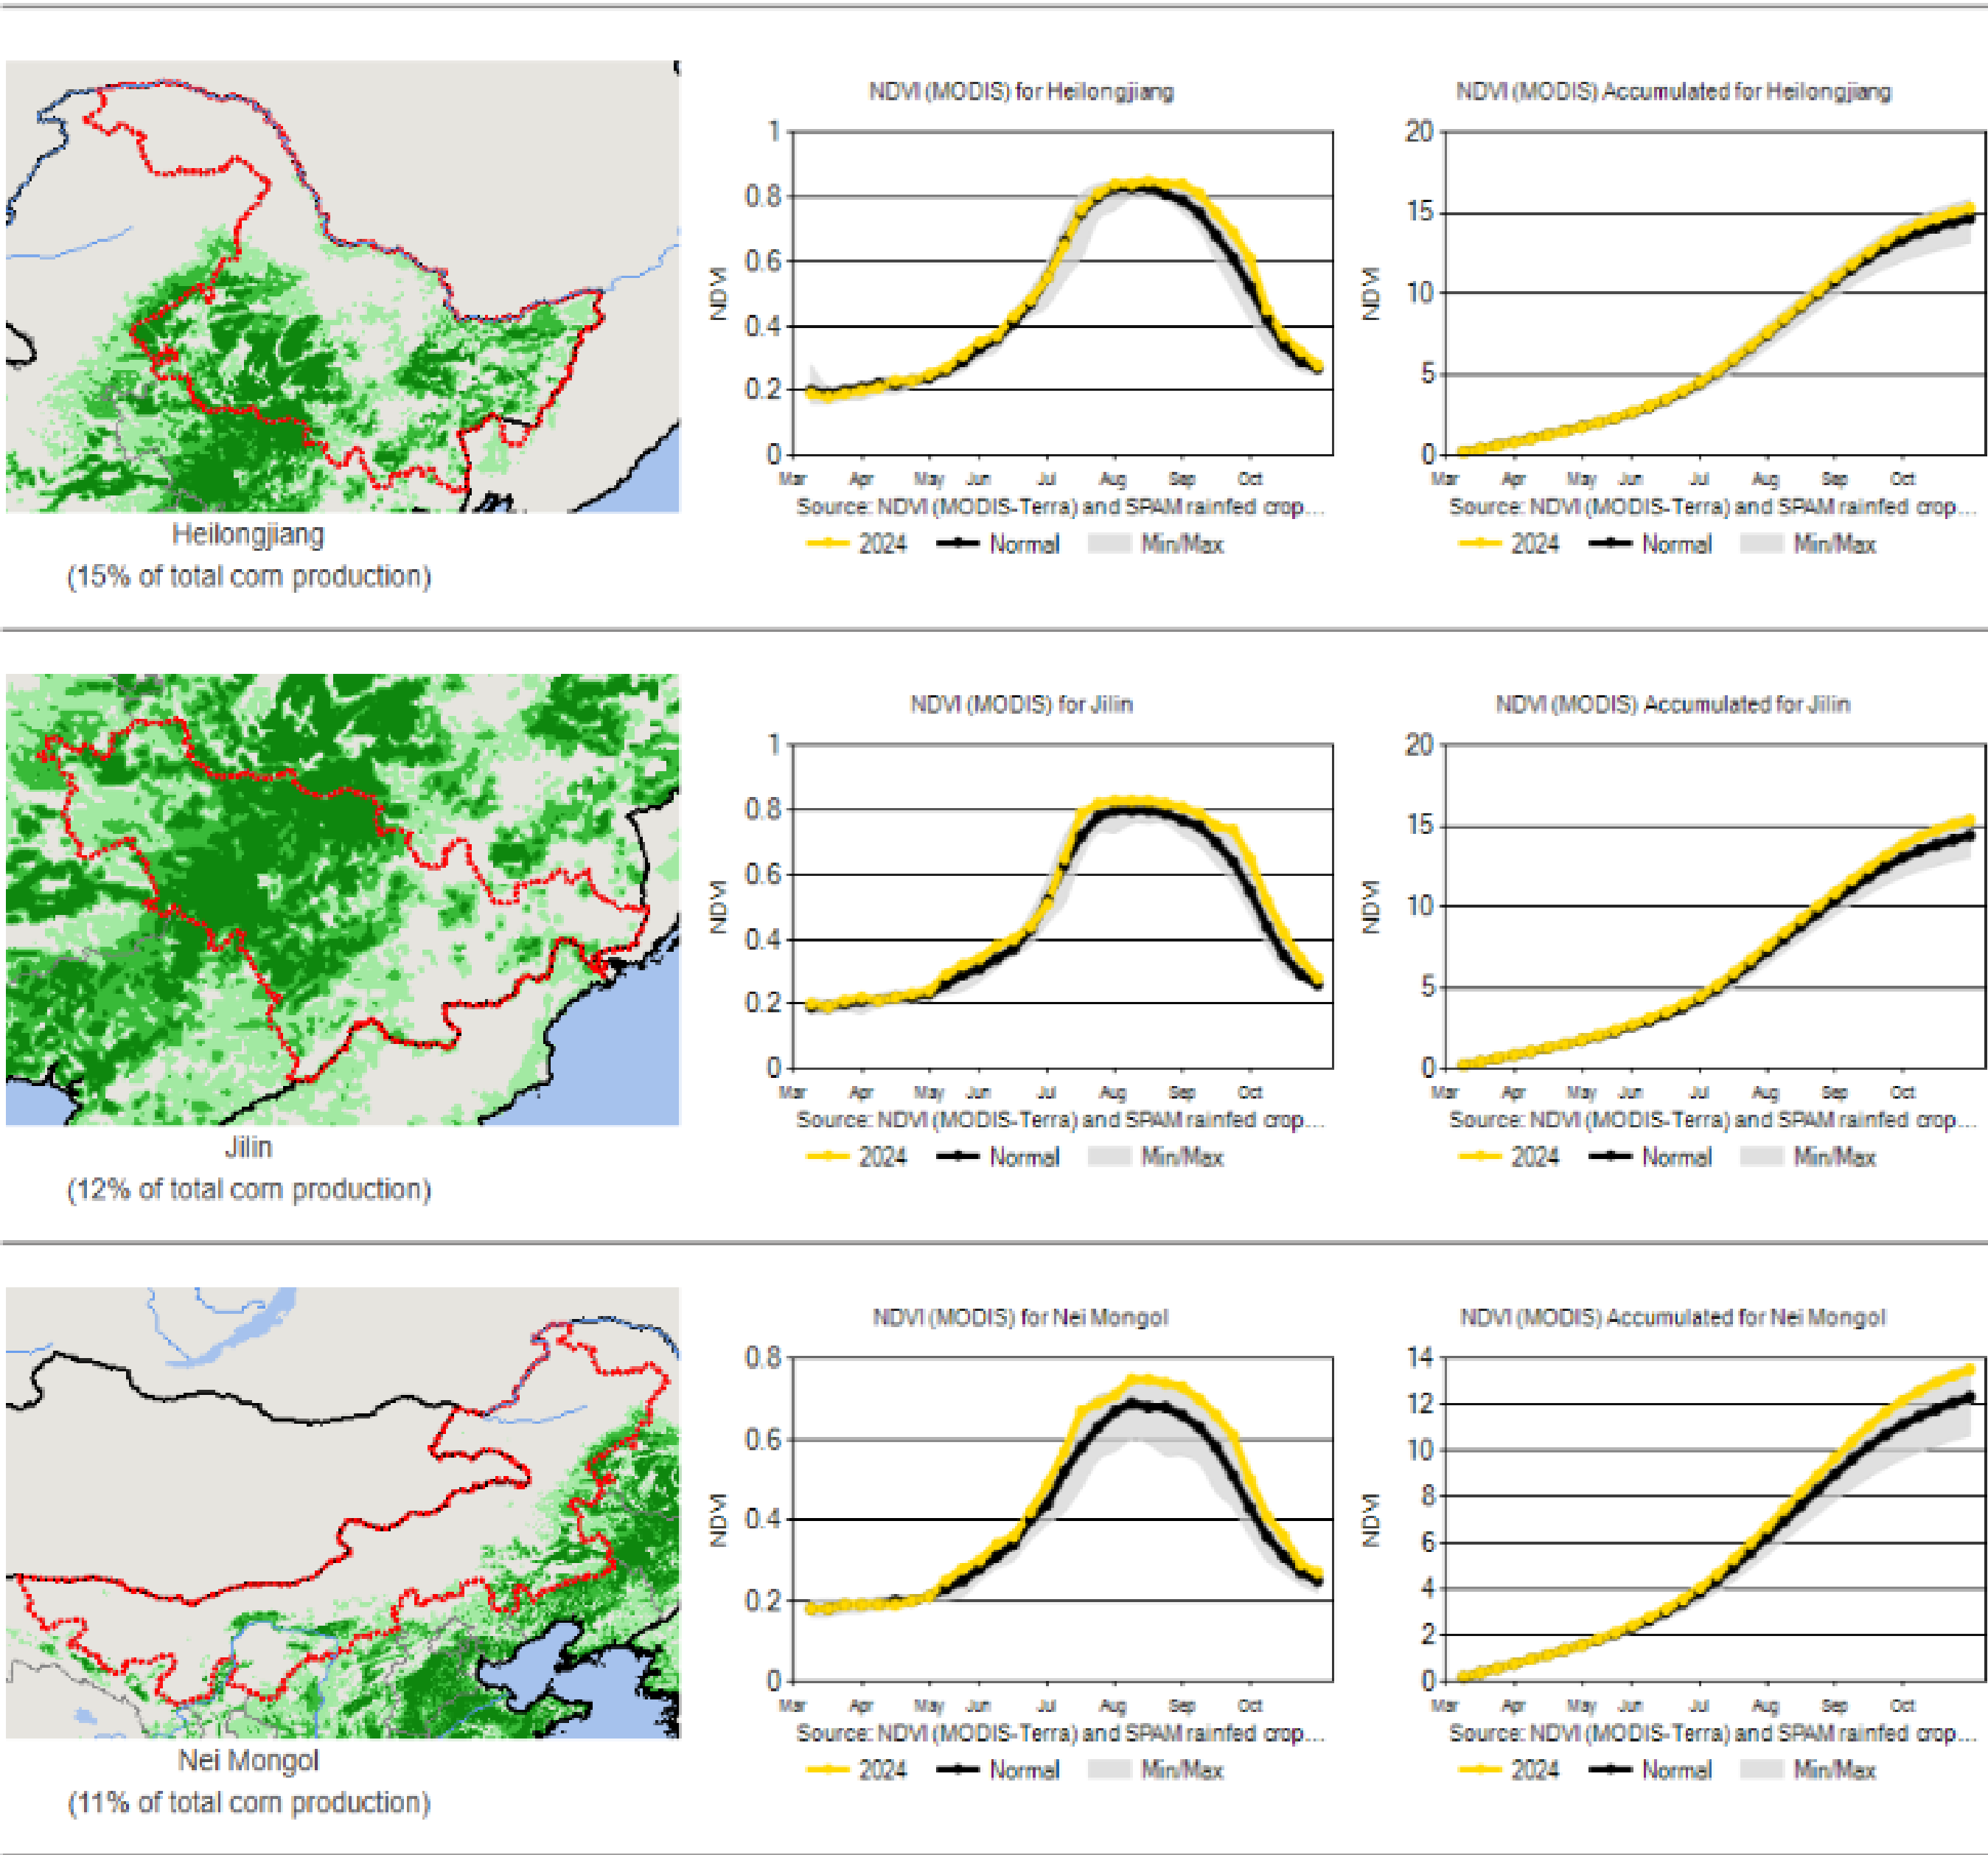 NDVI (MODIS) for Heilongjiang
NDVI (MODIS) Accumulated for Heilongjiang
1
0.8
0.6
0.4
0.2
0
NDVI
Mar Apr May Jun Jul Aug Sep Oct
Source: NDVI (MODIS-Terra) and SPAM rainfed crop...
2024 Normal Min/Max
20
15
10
5
0
NDVI
Mar Apr May Jun Jul Aug Sep Oct
Source: NDVI (MODIS-Terra) and SPAM rainfed crop...
2024 Normal Min/Max
Heilongjiang
(15% of total corn production)
NDVI (MODIS) for Jilin
NDVI (MODIS) Accumulated for Jilin
1
0.8
0.6
0.4
0.2
0
NDVI
Mar Apr May Jun Jul Aug Sep Oct
Source: NDVI (MODIS-Terra) and SPAM rainfed crop...
2024 Normal Min/Max
20
15
10
5
0
NDVI
Mar Apr May Jun Jul Aug Sep Oct
Source: NDVI (MODIS-Terra) and SPAM rainfed crop...
2024 Normal Min/Max
Jilin
(12% of total corn production)
NDVI (MODIS) for Nei Mongol
NDVI (MODIS) Accumulated for Nei Mongol
0.8
0.6
0.4
0.2
0
NDVI
Mar Apr May Jun Jul Aug Sep Oct
Source: NDVI (MODIS-Terra) and SPAM rainfed crop...
2024 Normal Min/Max
14
12
10
8
6
4
2
0
NDVI
Mar Apr May Jun Jul Aug Sep Oct
Source: NDVI (MODIS-Terra) and SPAM rainfed crop...
2024 Normal Min/Max
Nei Mongol
(11% of total corn production)